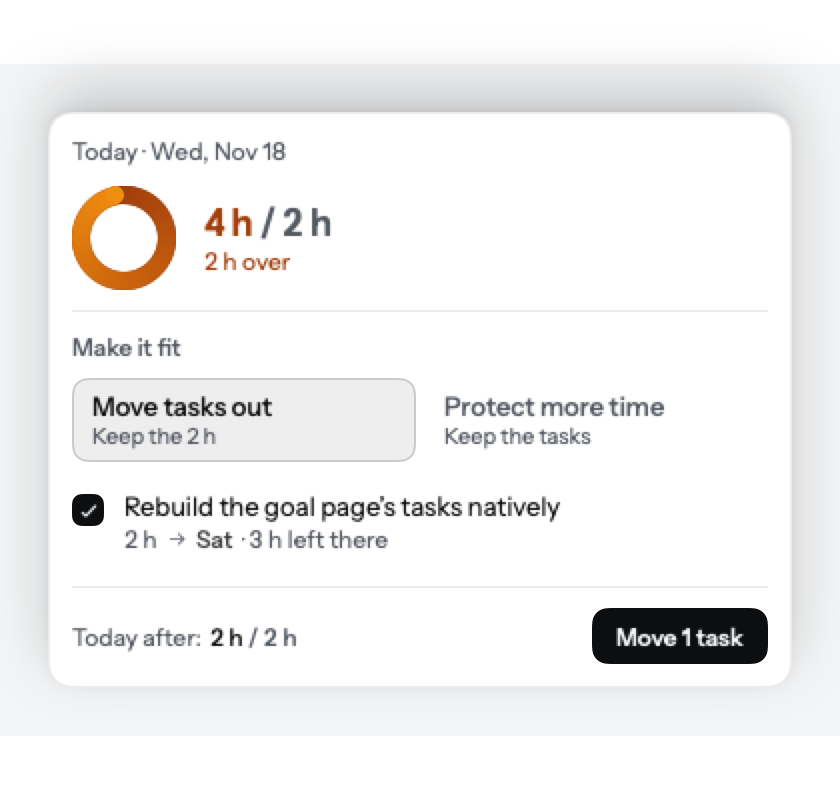 Today · Wed, Nov 18
4 h / 2 h
2 h over
Make it fit
Move tasks out
Keep the 2 h
Protect more time
Keep the tasks
Rebuild the goal page’s tasks natively
2 h → Sat · 3 h left there
Today after: 2 h / 2 h
Move 1 task